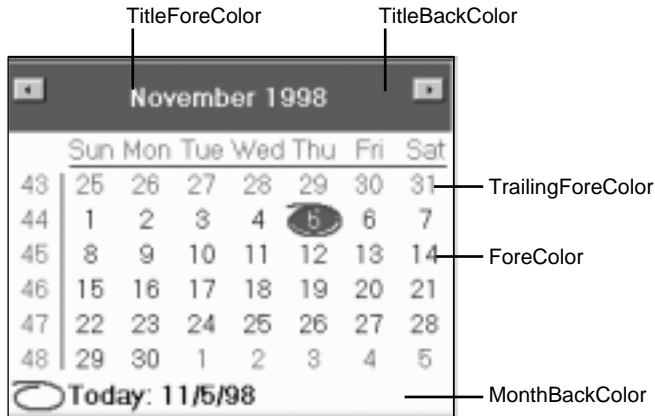 TitleForeColor TitleBackColor
November 1998
Sun Mon Tue Wed Thu Fri Sat
43 25 26 27 28 29 30 31 TrailingForeColor
44 1 2 3 4 5 6 7
45 8 9 10 11 12 13 14 ForeColor
46 15 16 17 18 19 20 21
47 22 23 24 25 26 27 28
48 29 30 1 2 3 4 5
Today: 11/5/98 MonthBackColor